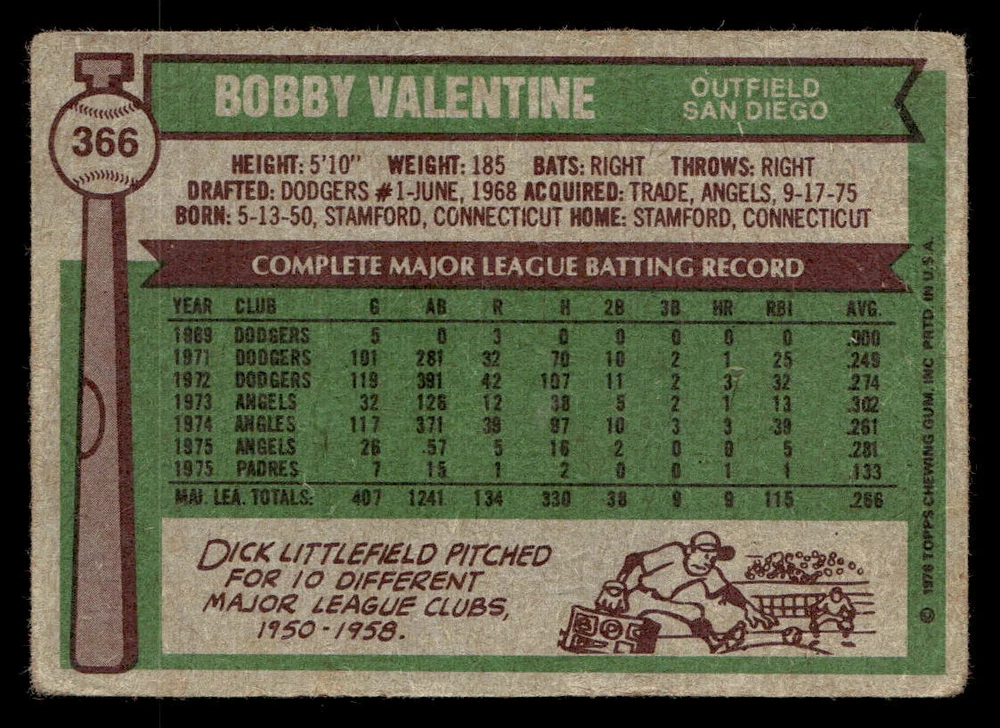 366
BOBBY VALENTINE
OUTFIELD
SAN DIEGO
HEIGHT: 5'10" WEIGHT: 185 BATS: RIGHT THROWS: RIGHT
DRAFTED: DODGERS #1-JUNE, 1968 ACQUIRED: TRADE, ANGELS, 9-17-75
BORN: 5-13-50, STAMFORD, CONNECTICUT HOME: STAMFORD, CONNECTICUT
COMPLETE MAJOR LEAGUE BATTING RECORD
YEAR CLUB G AB R H 2B 3B HR RBI AVG.
1969 DODGERS 5 0 3 0 0 0 0 0 .000
1971 DODGERS 101 281 32 70 10 2 1 25 .249
1972 DODGERS 119 391 42 107 11 2 3 32 .274
1973 ANGELS 32 126 12 38 5 2 1 13 .302
1974 ANGLES 117 371 39 97 10 3 3 39 .261
1975 ANGELS 26 57 5 16 2 0 0 5 .281
1975 PADRES 7 15 1 2 0 0 1 1 .133
MAJ. LEA. TOTALS: 407 1241 134 330 38 9 9 115 .266
DICK LITTLEFIELD PITCHED
FOR 10 DIFFERENT
MAJOR LEAGUE CLUBS,
1950-1958.
© 1976 TOPPS CHEWING GUM, INC PRTD IN U.S.A.